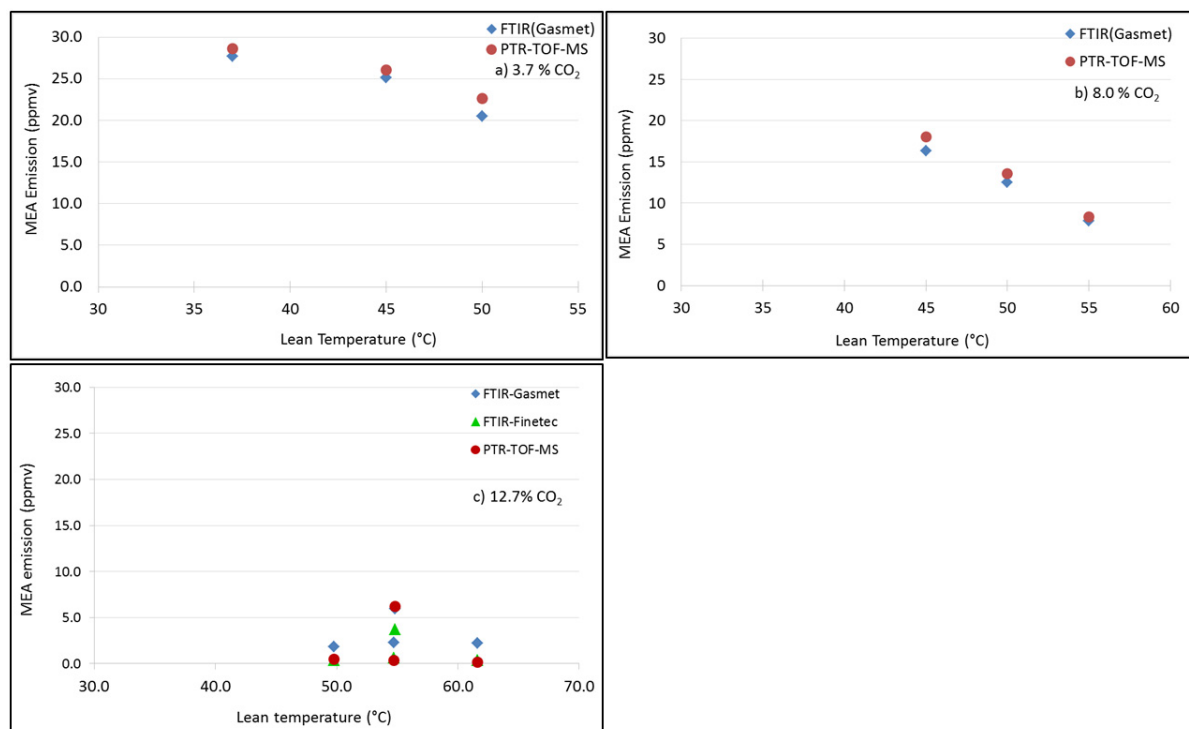 30.0
25.0
20.0
15.0
10.0
5.0
0.0
30
35
40
45
50
55
MEA Emission (ppmv)
Lean Temperature (°C)
FTIR(Gasmet)
PTR-TOF-MS
a) 3.7 % CO₂
30
25
20
15
10
5
0
30
35
40
45
50
55
60
MEA Emission (ppmv)
Lean Temperature (°C)
FTIR(Gasmet)
PTR-TOF-MS
b) 8.0 % CO₂
30.0
25.0
20.0
15.0
10.0
5.0
0.0
30.0
40.0
50.0
60.0
70.0
MEA emission (ppmv)
Lean temperature (°C)
FTIR-Gasmet
FTIR-Finetec
PTR-TOF-MS
c) 12.7% CO₂